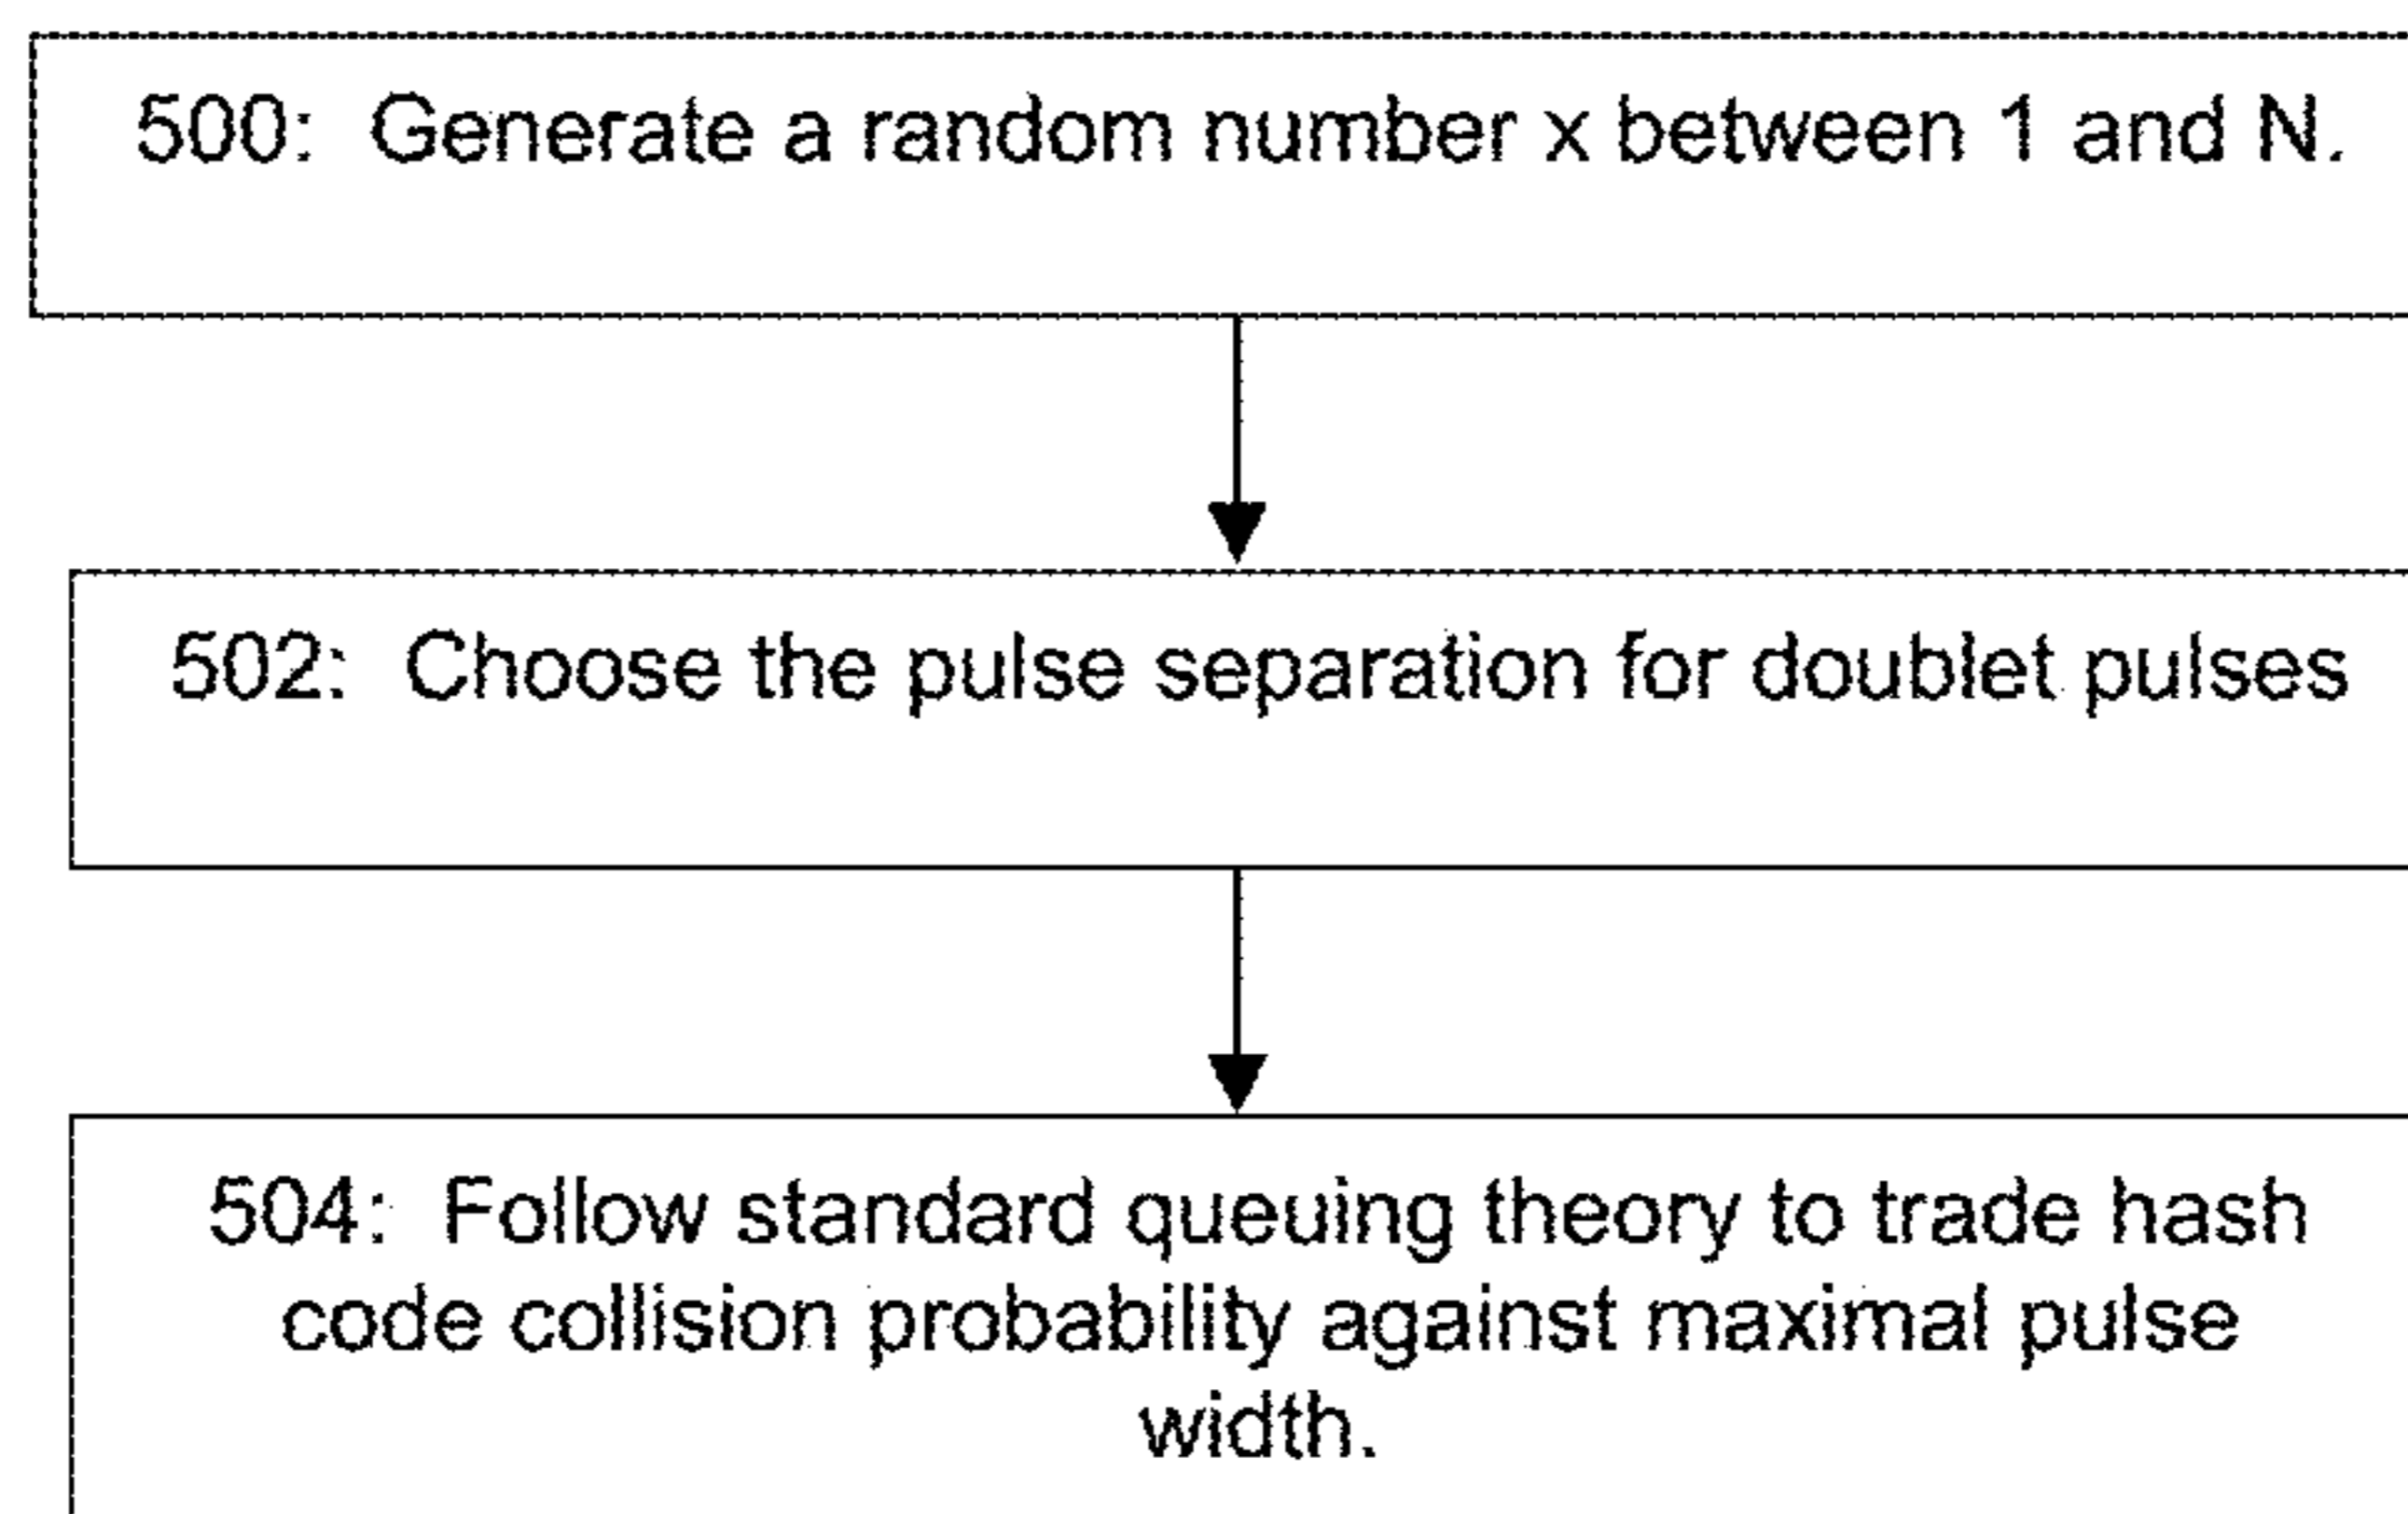 500: Generate a random number x between 1 and N.
502: Choose the pulse separation for doublet pulses
504: Follow standard queuing theory to trade hash
code collision probability against maximal pulse
width.